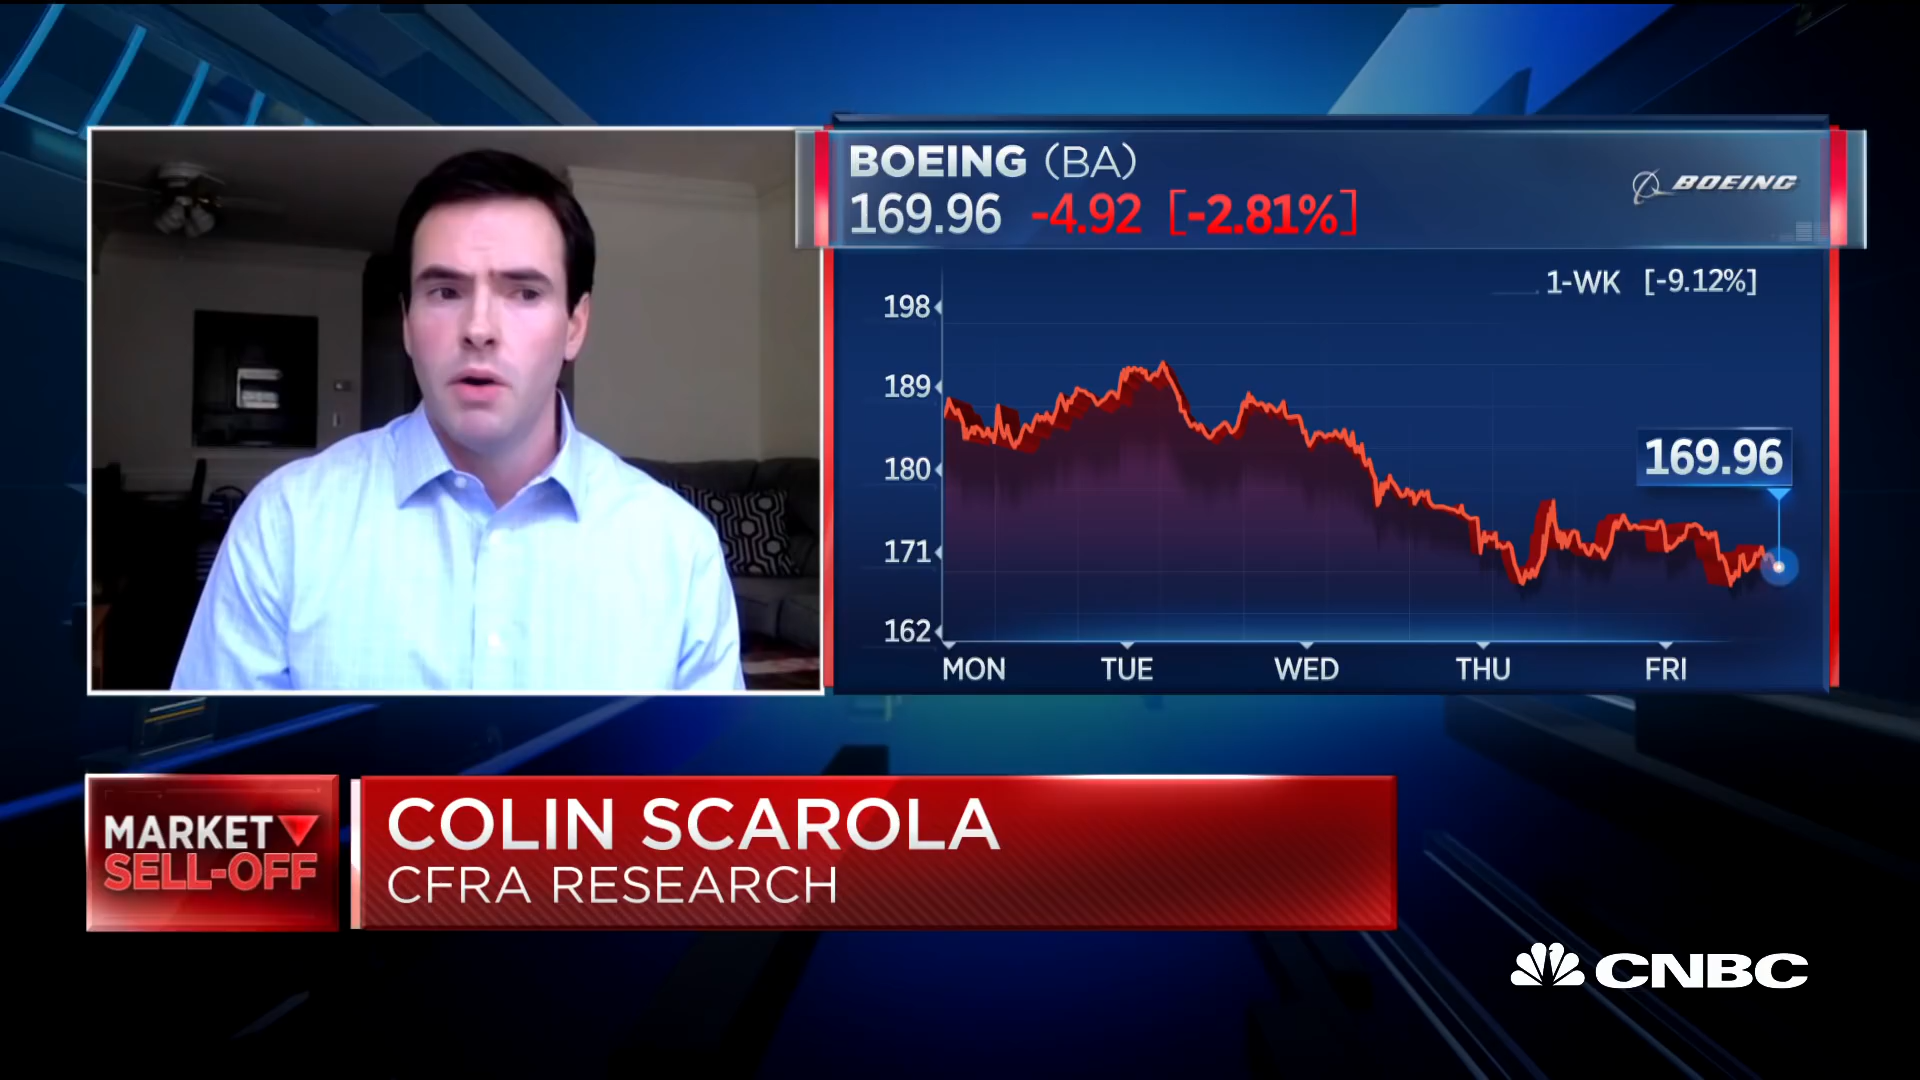 BOEING (BA)
169.96 -4.92 [-2.81%]
BOEING
1-WK [-9.12%]
198
189
180
171
162
169.96
MON TUE WED THU FRI
MARKET
SELL-OFF
COLIN SCAROLA
CFRA RESEARCH
CNBC